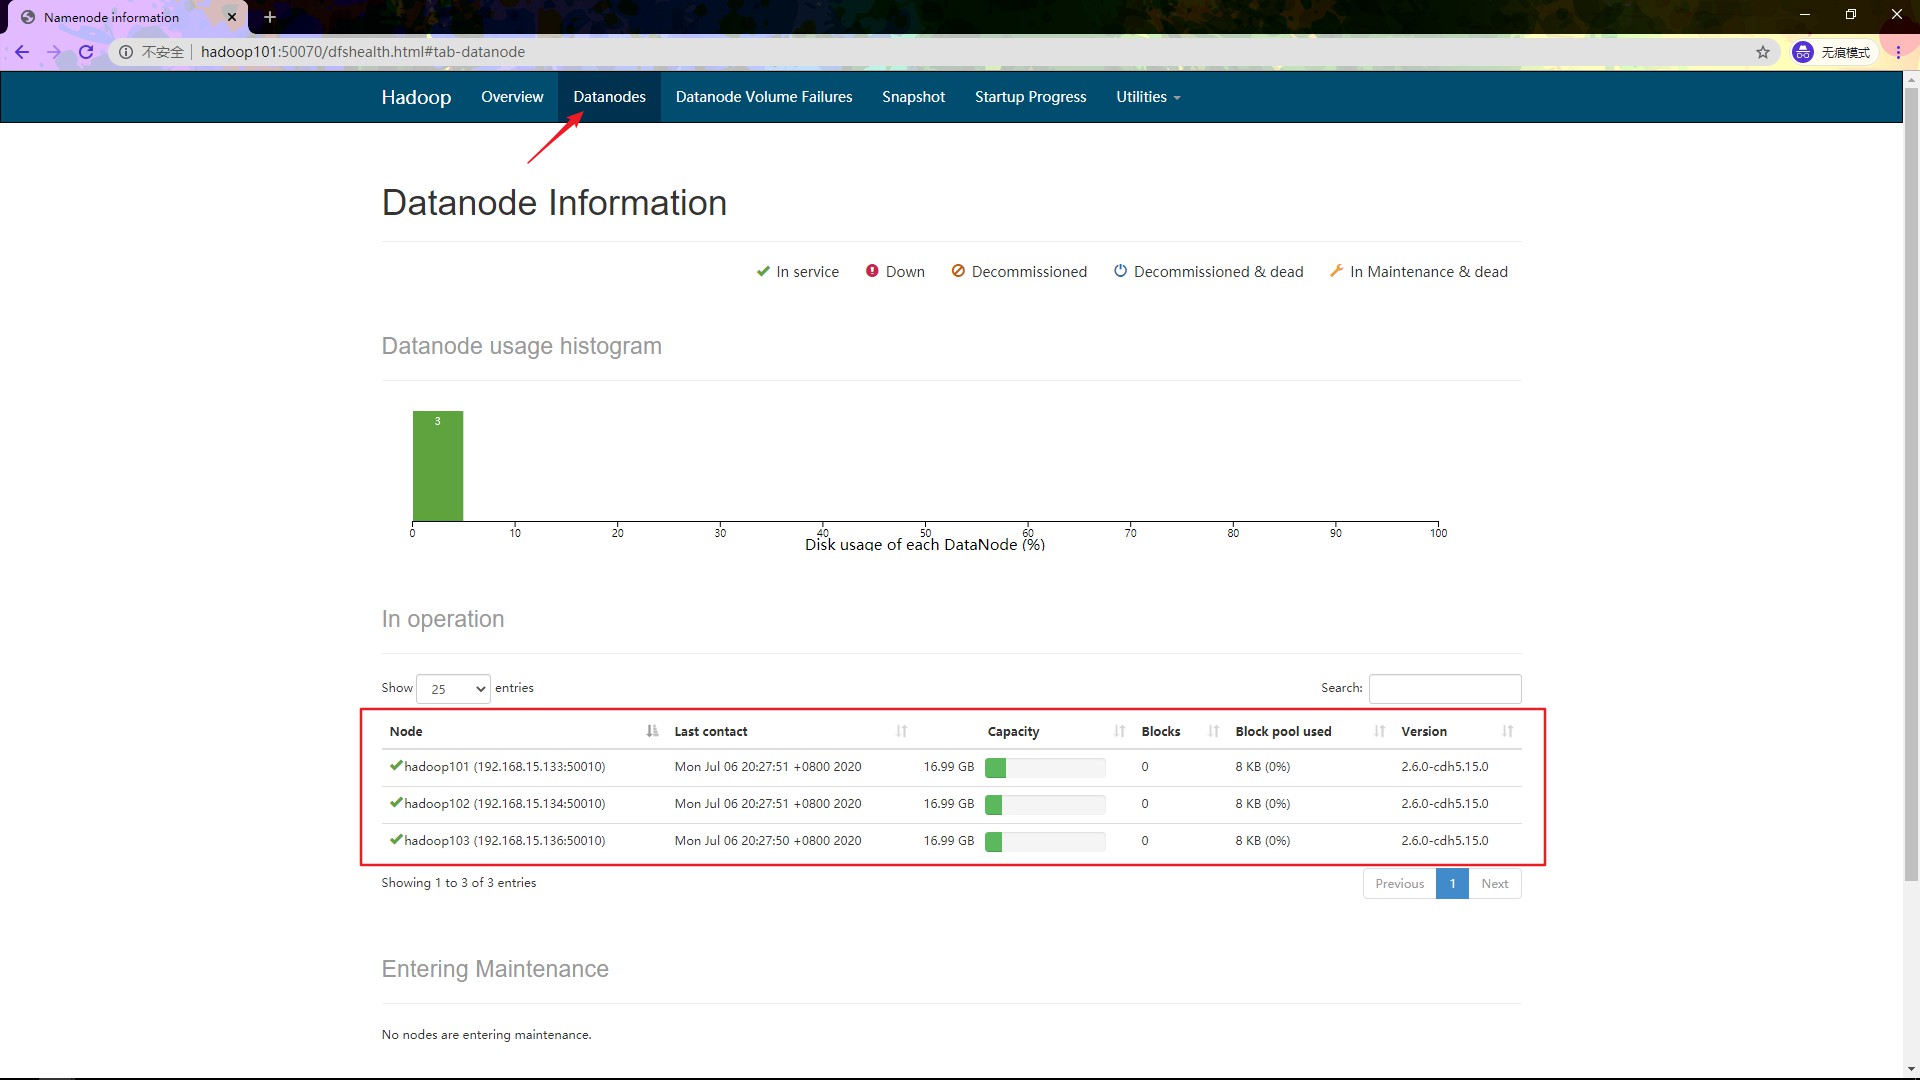 Namenode information
不安全 hadoop101:50070/dfshealth.html#tab-datanode 无痕模式
Hadoop Overview Datanodes Datanode Volume Failures Snapshot Startup Progress Utilities
Datanode Information
In service Down Decommissioned Decommissioned & dead In Maintenance & dead
Datanode usage histogram
3
0 10 20 30 40 50 60 70 80 90 100
Disk usage of each DataNode (%)
In operation
Show 25 entries Search:
Node Last contact Capacity Blocks Block pool used Version
hadoop101 (192.168.15.133:50010) Mon Jul 06 20:27:51 +0800 2020 16.99 GB 0 8 KB (0%) 2.6.0-cdh5.15.0
hadoop102 (192.168.15.134:50010) Mon Jul 06 20:27:51 +0800 2020 16.99 GB 0 8 KB (0%) 2.6.0-cdh5.15.0
hadoop103 (192.168.15.136:50010) Mon Jul 06 20:27:50 +0800 2020 16.99 GB 0 8 KB (0%) 2.6.0-cdh5.15.0
Showing 1 to 3 of 3 entries Previous 1 Next
Entering Maintenance
No nodes are entering maintenance.